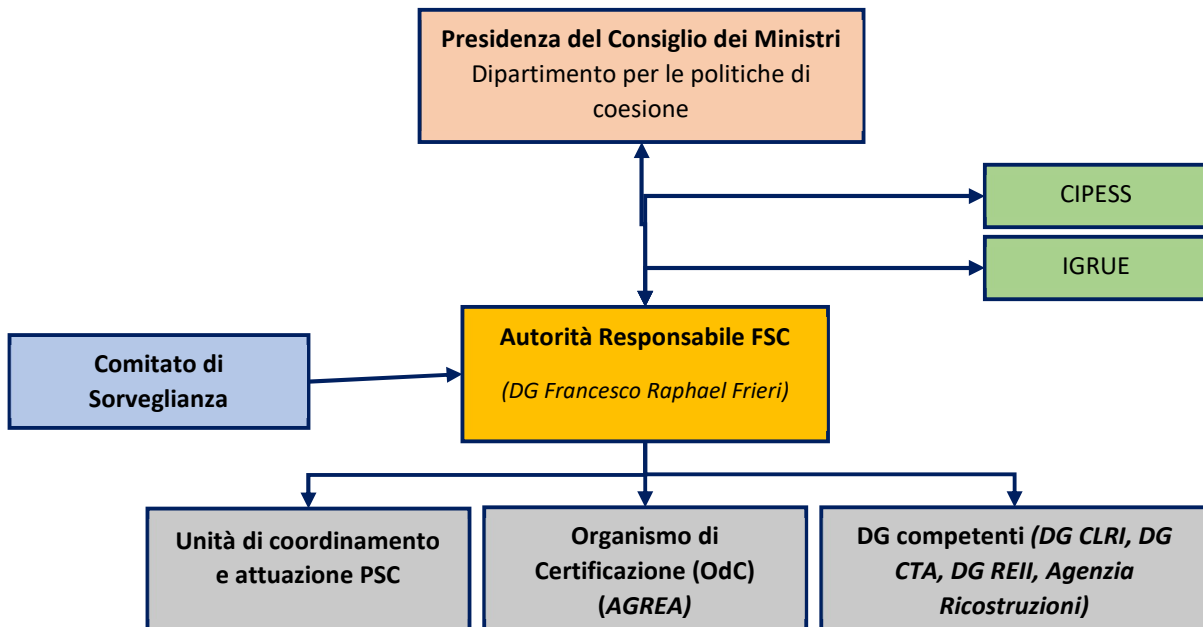 Presidenza del Consiglio dei Ministri
Dipartimento per le politiche di
coesione
CIPESS
IGRUE
Autorità Responsabile FSC
(DG Francesco Raphael Frieri)
Comitato di
Sorveglianza
Unità di coordinamento
e attuazione PSC
Organismo di
Certificazione (OdC)
(AGREA)
DG competenti (DG CLRI, DG
CTA, DG REII, Agenzia
Ricostruzioni)